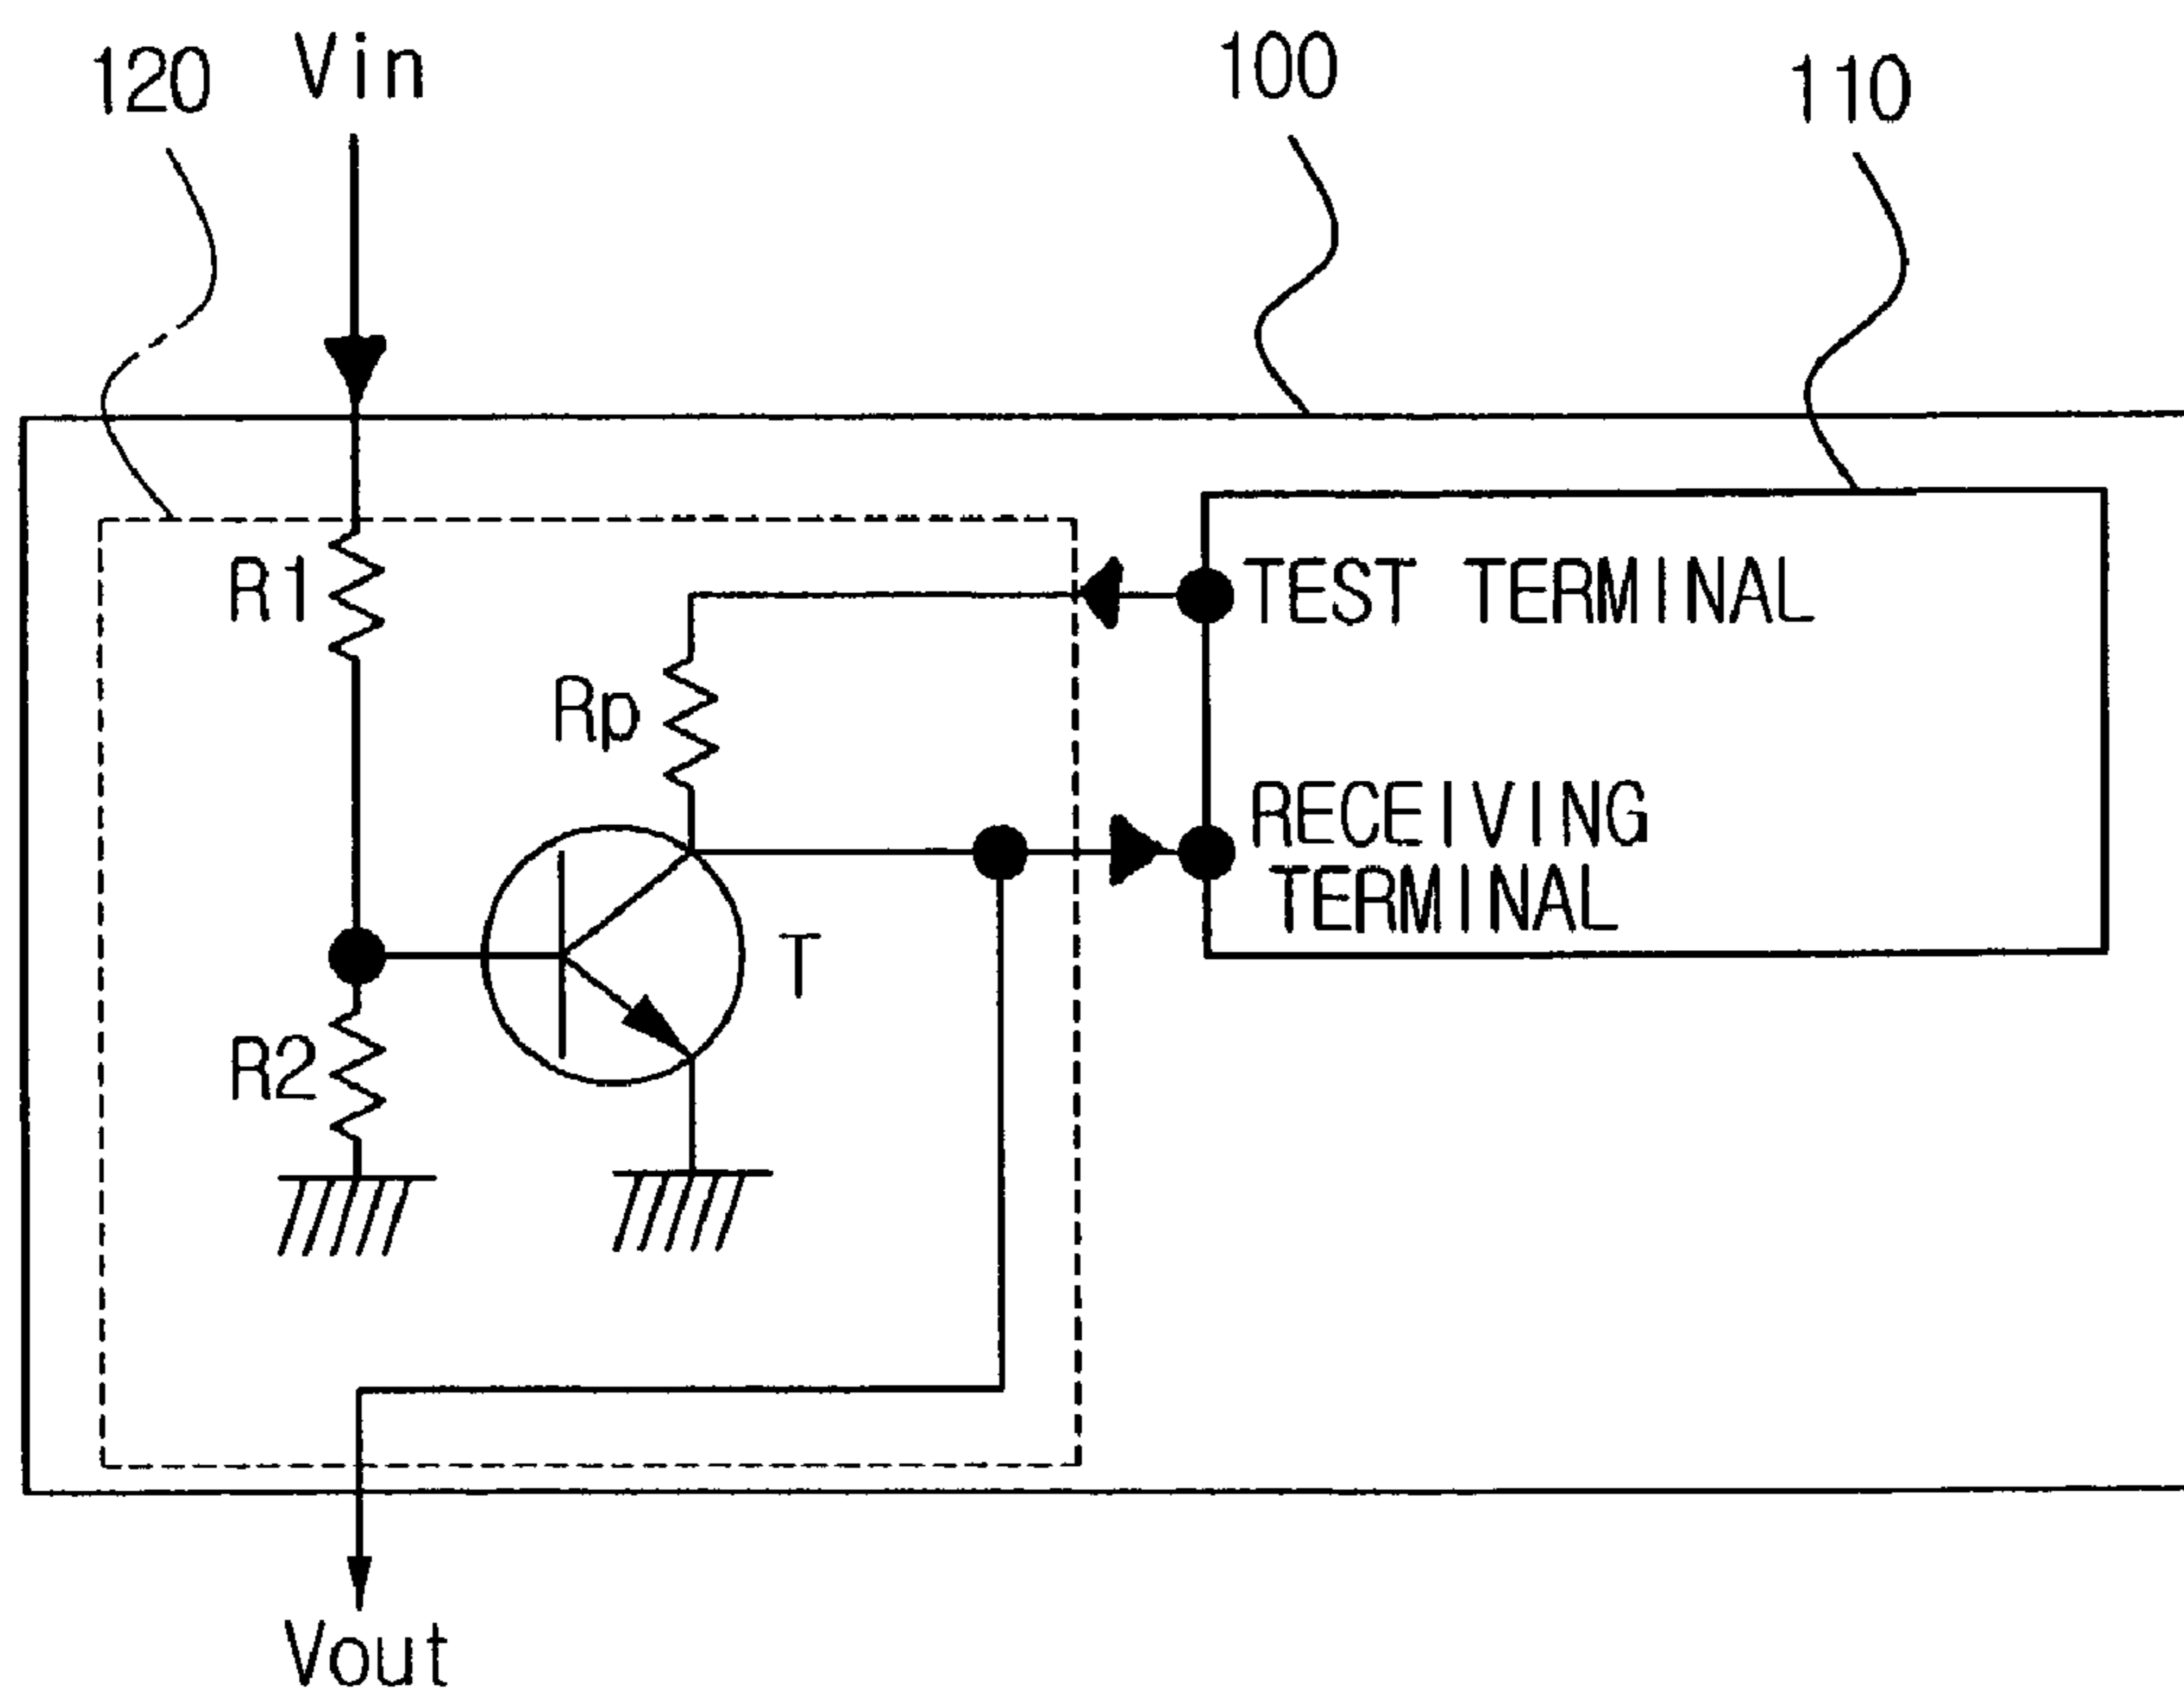 120
Vin
100
110
R1
TEST TERMINAL
Rp
RECEIVING
TERMINAL
T
R2
Vout